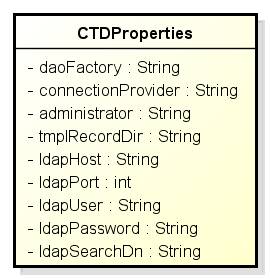 CTDProperties
- daoFactory : String
- connectionProvider : String
- administrator : String
- tmplRecordDir : String
- ldapHost : String
- ldapPort : int
- ldapUser : String
- ldapPassword : String
- ldapSearchDn : String